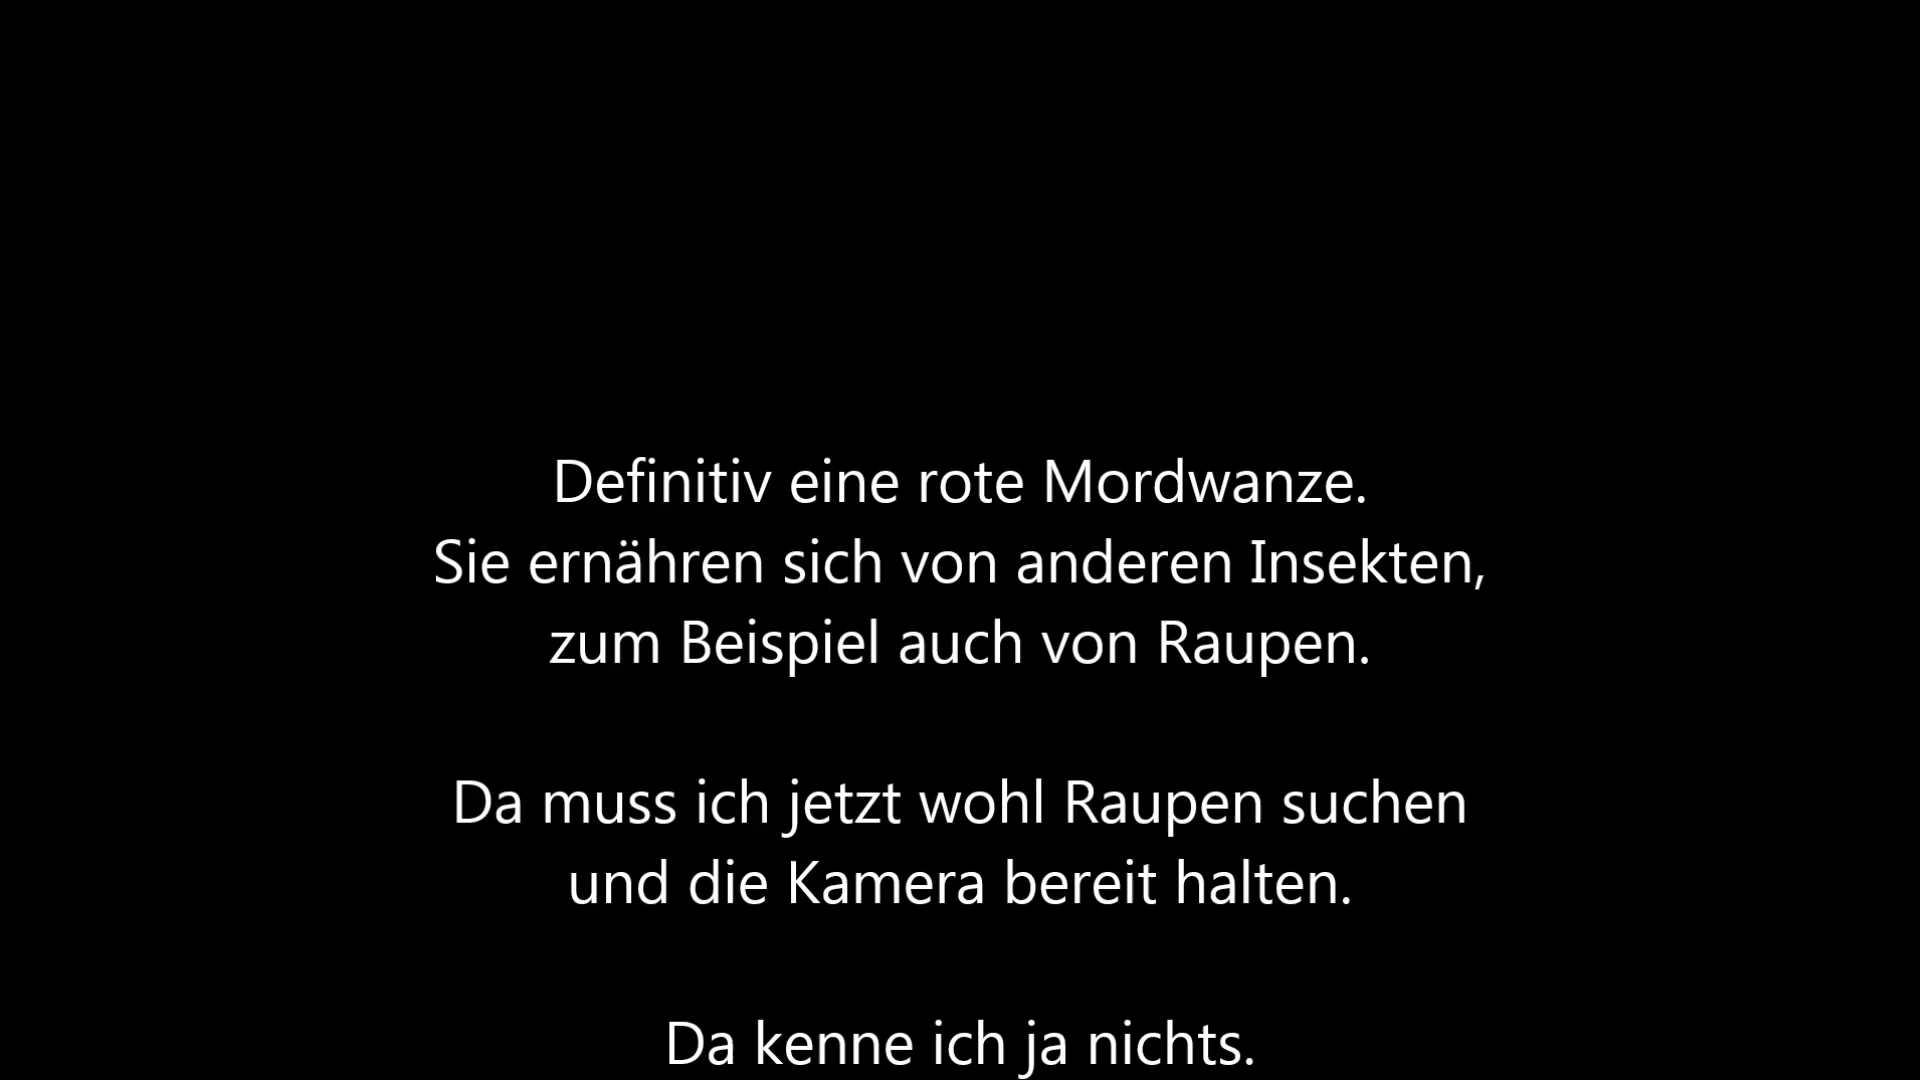 Definitiv eine rote Mordwanze.
Sie ernähren sich von anderen Insekten,
zum Beispiel auch von Raupen.
Da muss ich jetzt wohl Raupen suchen
und die Kamera bereit halten.
Da kenne ich ja nichts.